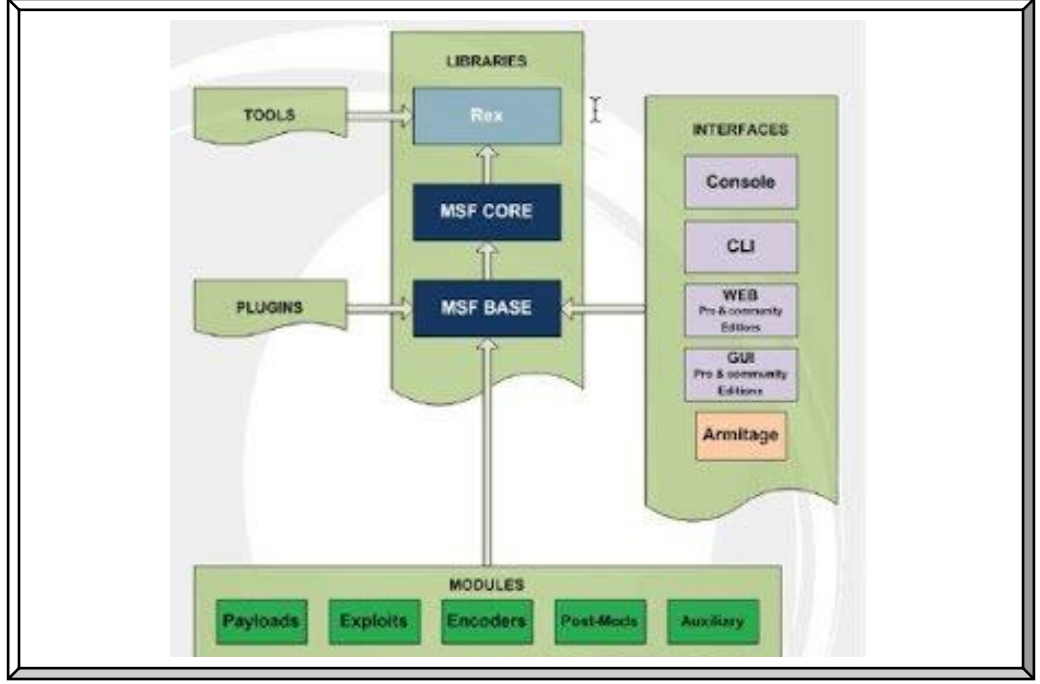 LIBRARIES
TOOLS
Rex
MSF CORE
PLUGINS
MSF BASE
INTERFACES
Console
CLI
WEB
Pro & community
Editions
GUI
Pro & community
Editions
Armitage
MODULES
Payloads
Exploits
Encoders
Post-Mods
Auxiliary